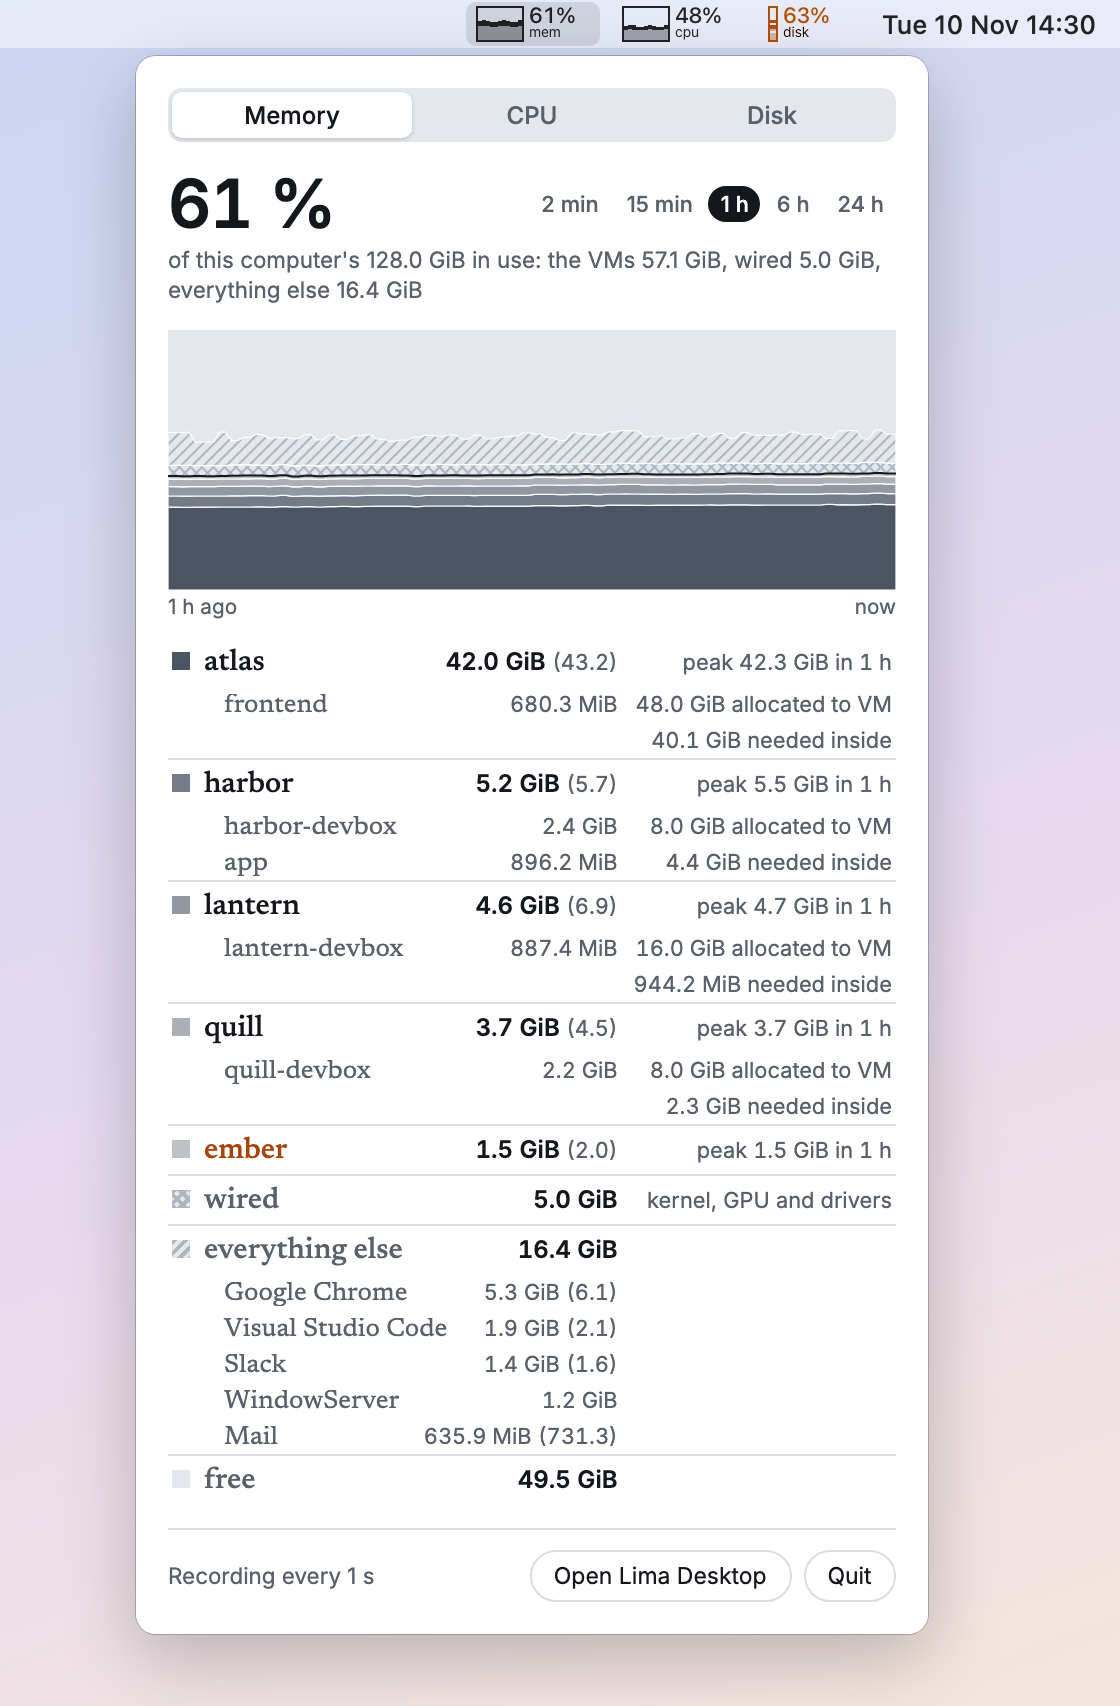 61% mem
48% cpu
63% disk
Tue 10 Nov 14:30
Memory CPU Disk
61 % 2 min 15 min 1 h 6 h 24 h
of this computer's 128.0 GiB in use: the VMs 57.1 GiB, wired 5.0 GiB,
everything else 16.4 GiB
1 h ago now
atlas 42.0 GiB (43.2) peak 42.3 GiB in 1 h
frontend 680.3 MiB 48.0 GiB allocated to VM
40.1 GiB needed inside
harbor 5.2 GiB (5.7) peak 5.5 GiB in 1 h
harbor-devbox 2.4 GiB 8.0 GiB allocated to VM
app 896.2 MiB 4.4 GiB needed inside
lantern 4.6 GiB (6.9) peak 4.7 GiB in 1 h
lantern-devbox 887.4 MiB 16.0 GiB allocated to VM
944.2 MiB needed inside
quill 3.7 GiB (4.5) peak 3.7 GiB in 1 h
quill-devbox 2.2 GiB 8.0 GiB allocated to VM
2.3 GiB needed inside
ember 1.5 GiB (2.0) peak 1.5 GiB in 1 h
wired 5.0 GiB kernel, GPU and drivers
everything else 16.4 GiB
Google Chrome 5.3 GiB (6.1)
Visual Studio Code 1.9 GiB (2.1)
Slack 1.4 GiB (1.6)
WindowServer 1.2 GiB
Mail 635.9 MiB (731.3)
free 49.5 GiB
Recording every 1 s Open Lima Desktop Quit